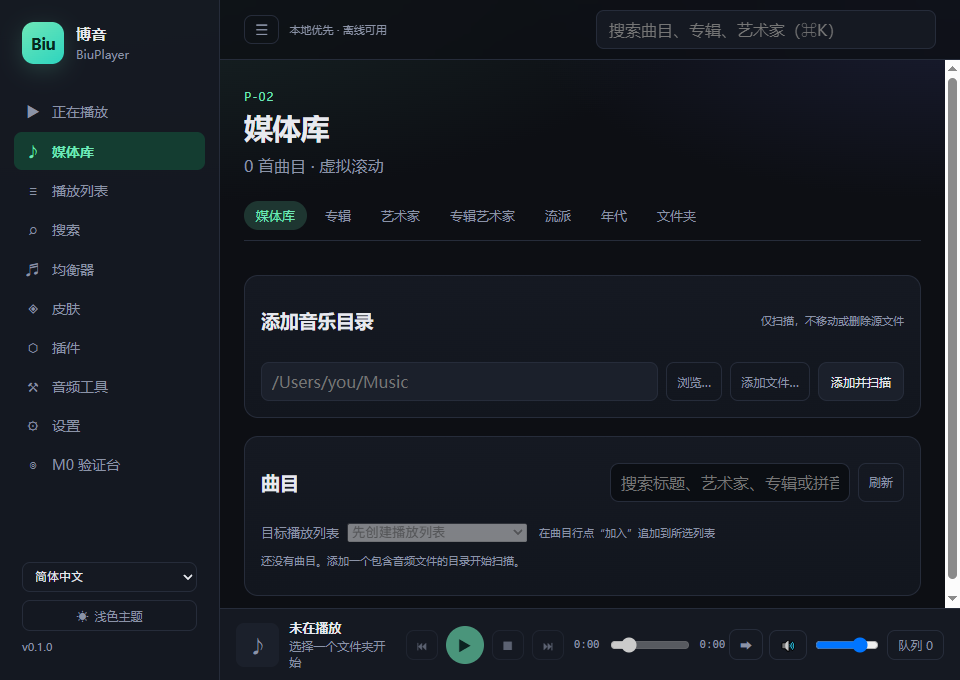 Biu
博音
BiuPlayer
正在播放
媒体库
播放列表
搜索
均衡器
皮肤
插件
音频工具
设置
M0 验证台
简体中文
浅色主题
v0.1.0
本地优先 · 离线可用
搜索曲目、专辑、艺术家（⌘K）
P-02
媒体库
0 首曲目 · 虚拟滚动
媒体库 专辑 艺术家 专辑艺术家 流派 年代 文件夹
添加音乐目录
仅扫描，不移动或删除源文件
/Users/you/Music
浏览...
添加文件...
添加并扫描
曲目
搜索标题、艺术家、专辑或拼音
刷新
目标播放列表 先创建播放列表 在曲目行点“加入”追加到所选列表
还没有曲目。添加一个包含音频文件的目录开始扫描。
未在播放
选择一个文件夹开
始
0:00
0:00
队列 0